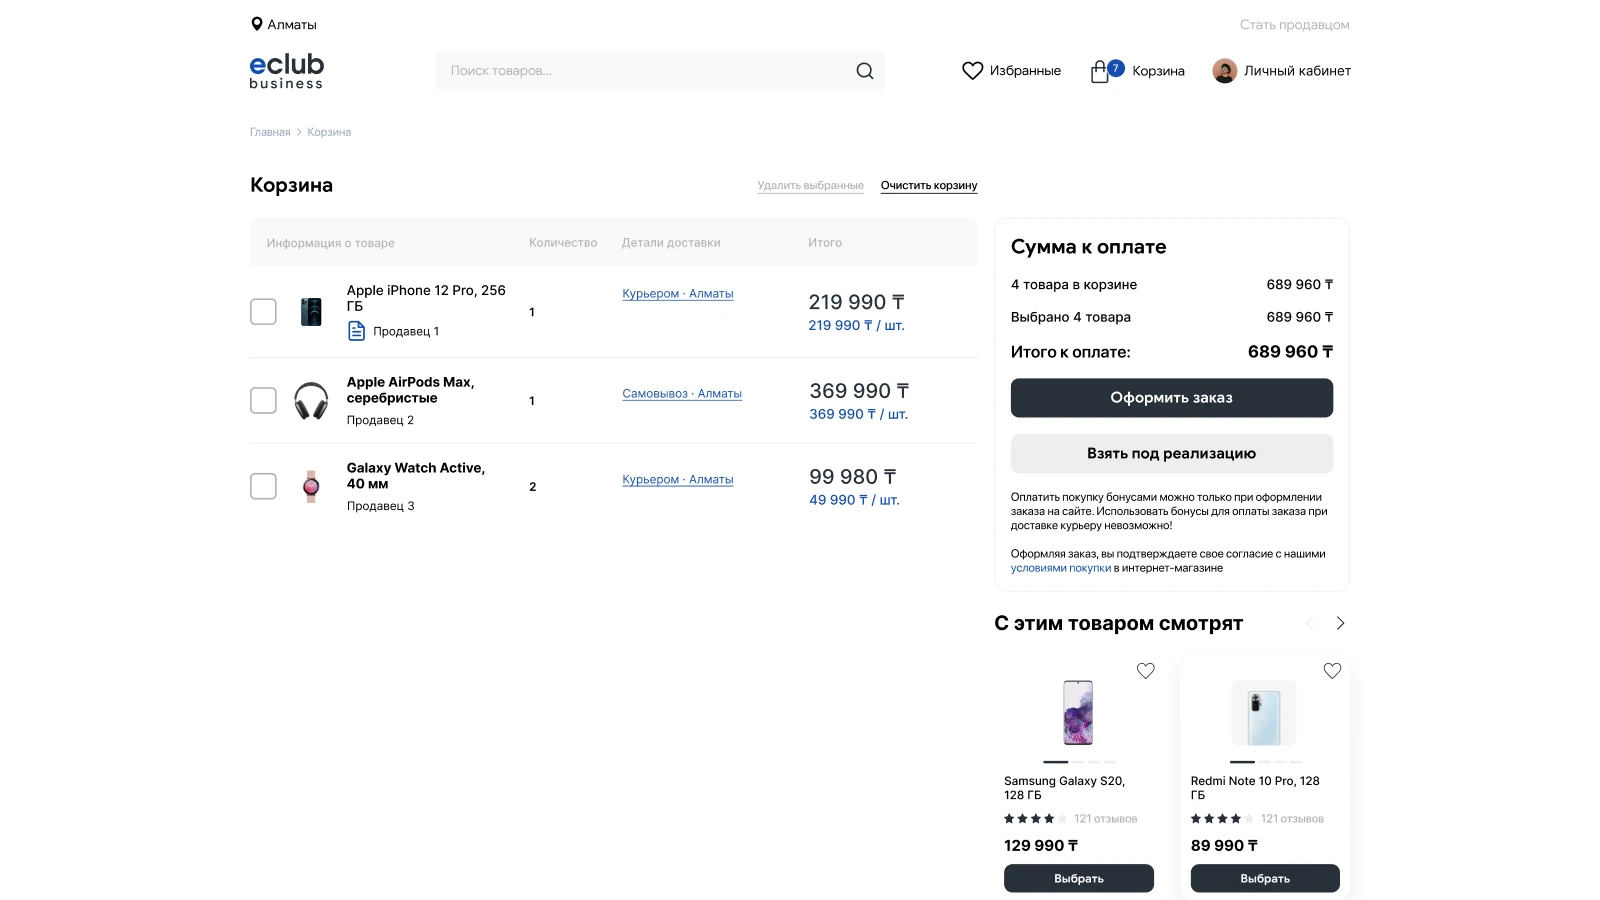 Алматы
Стать продавцом
eclub
business
Поиск товаров...
Избранные
7
Корзина
Личный кабинет
Главная > Корзина
Корзина
Удалить выбранные
Очистить корзину
Информация о товаре
Количество
Детали доставки
Итого
Apple iPhone 12 Pro, 256
ГБ
Продавец 1
1
Курьером · Алматы
219 990 ₸
219 990 ₸ / шт.
Apple AirPods Max,
серебристые
Продавец 2
1
Самовывоз · Алматы
369 990 ₸
369 990 ₸ / шт.
Galaxy Watch Active,
40 мм
Продавец 3
2
Курьером · Алматы
99 980 ₸
49 990 ₸ / шт.
Сумма к оплате
4 товара в корзине 689 960 ₸
Выбрано 4 товара 689 960 ₸
Итого к оплате: 689 960 ₸
Оформить заказ
Взять под реализацию
Оплатить покупку бонусами можно только при оформлении
заказа на сайте. Использовать бонусы для оплаты заказа при
доставке курьеру невозможно!
Оформляя заказ, вы подтверждаете свое согласие с нашими
условиями покупки в интернет-магазине
С этим товаром смотрят
Samsung Galaxy S20,
128 ГБ
121 отзывов
129 990 ₸
Выбрать
Redmi Note 10 Pro, 128
ГБ
121 отзывов
89 990 ₸
Выбрать